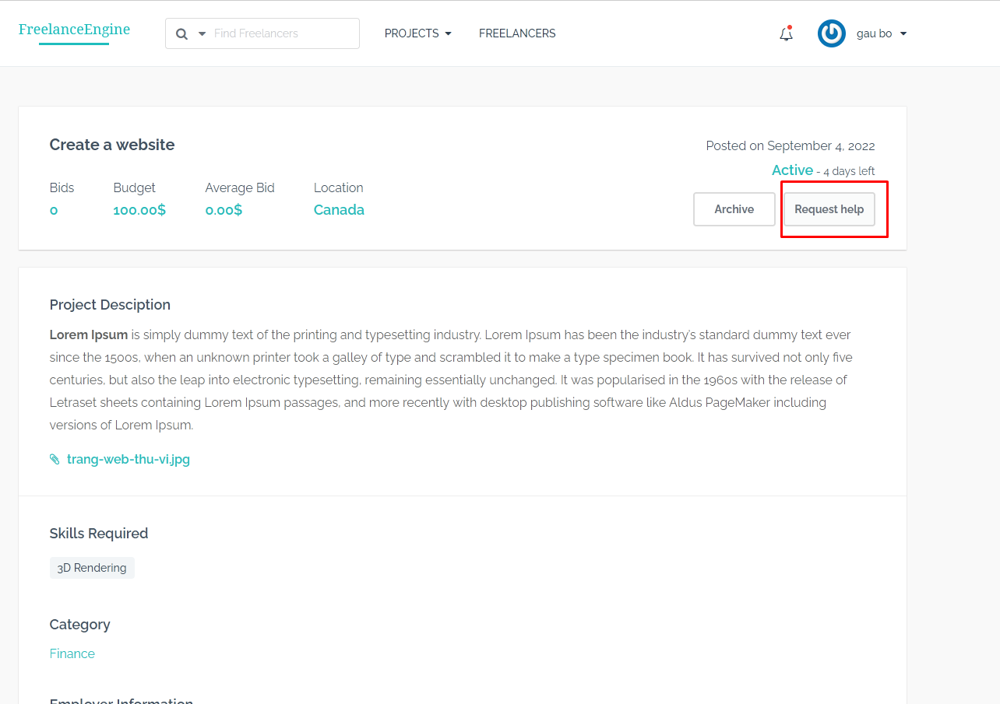 FreelanceEngine
Find Freelancers
PROJECTS
FREELANCERS
gau bo
Create a website
Posted on September 4, 2022
Active - 4 days left
Bids
Budget
Average Bid
Location
0
100.00$
0.00$
Canada
Archive
Request help
Project Desciption
Lorem Ipsum is simply dummy text of the printing and typesetting industry. Lorem Ipsum has been the industry's standard dummy text ever
since the 1500s, when an unknown printer took a galley of type and scrambled it to make a type specimen book. It has survived not only five
centuries, but also the leap into electronic typesetting, remaining essentially unchanged. It was popularised in the 1960s with the release of
Letraset sheets containing Lorem Ipsum passages, and more recently with desktop publishing software like Aldus PageMaker including
versions of Lorem Ipsum.
trang-web-thu-vi.jpg
Skills Required
3D Rendering
Category
Finance
Employer Information